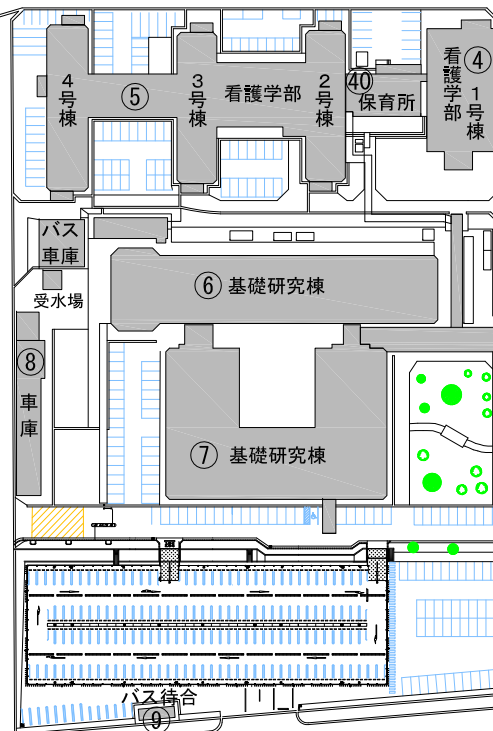 4号棟
⑤
3号棟
看護学部
2号棟
㊵
保育所
④
看護学部
1号棟
バス
車庫
受水場
⑥ 基礎研究棟
⑧
車庫
⑦ 基礎研究棟
バス待合
⑨